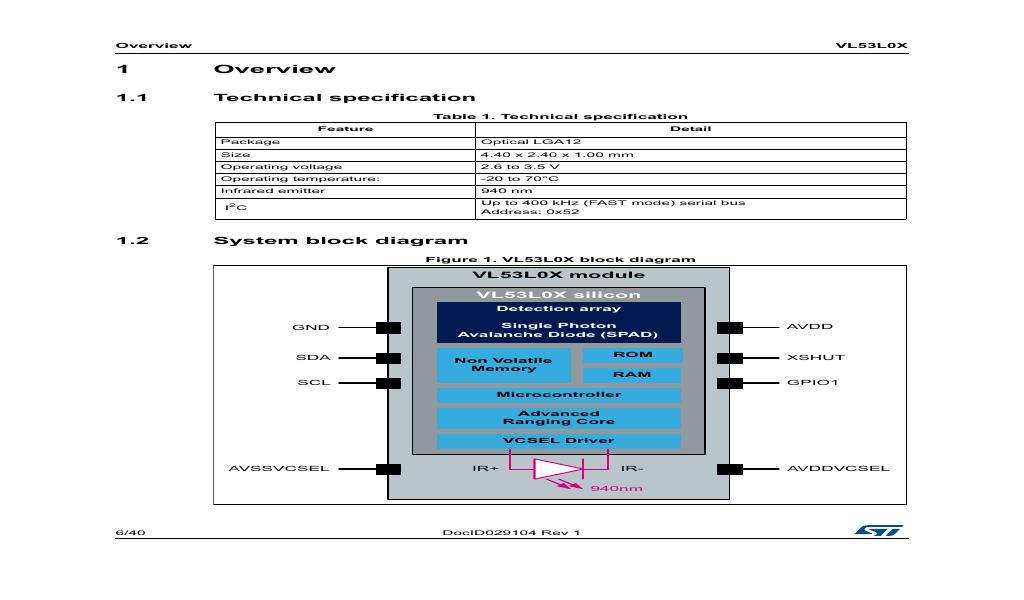 Overview VL53L0X
1 Overview
1.1 Technical specification
Table 1. Technical specification
Feature Detail
Package Optical LGA12
Size 4.40 x 2.40 x 1.00 mm
Operating voltage 2.6 to 3.5 V
Operating temperature: -20 to 70°C
Infrared emitter 940 nm
I²C Up to 400 kHz (FAST mode) serial bus
Address: 0x52
1.2 System block diagram
Figure 1. VL53L0X block diagram
VL53L0X module
VL53L0X silicon
Detection array
Single Photon
Avalanche Diode (SPAD)
GND AVDD
SDA XSHUT
SCL GPIO1
Non Volatile
Memory
ROM
RAM
Microcontroller
Advanced
Ranging Core
VCSEL Driver
AVSSVCSEL IR+ IR- AVDDVCSEL
940nm
6/40 DocID029104 Rev 1 ST